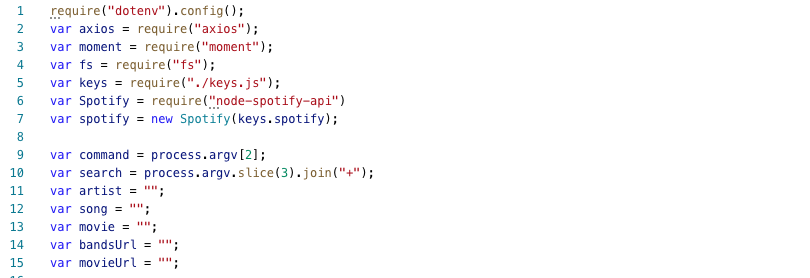 1 require("dotenv").config();
2 var axios = require("axios");
3 var moment = require("moment");
4 var fs = require("fs");
5 var keys = require("./keys.js");
6 var Spotify = require("node-spotify-api")
7 var spotify = new Spotify(keys.spotify);
8
9 var command = process.argv[2];
10 var search = process.argv.slice(3).join("+");
11 var artist = "";
12 var song = "";
13 var movie = "";
14 var bandsUrl = "";
15 var movieUrl = "";